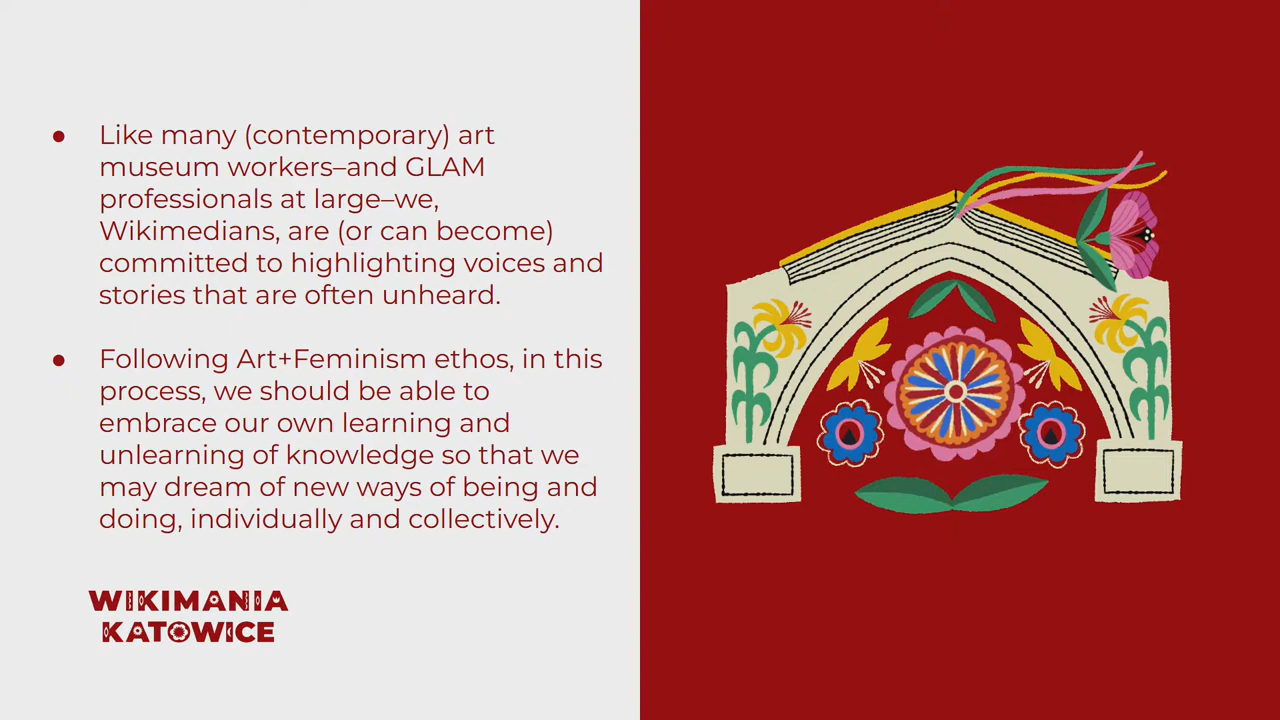 ● Like many (contemporary) art
museum workers–and GLAM
professionals at large–we,
Wikimedians, are (or can become)
committed to highlighting voices and
stories that are often unheard.
● Following Art+Feminism ethos, in this
process, we should be able to
embrace our own learning and
unlearning of knowledge so that we
may dream of new ways of being and
doing, individually and collectively.
WIKIMANIA
KATOWICE